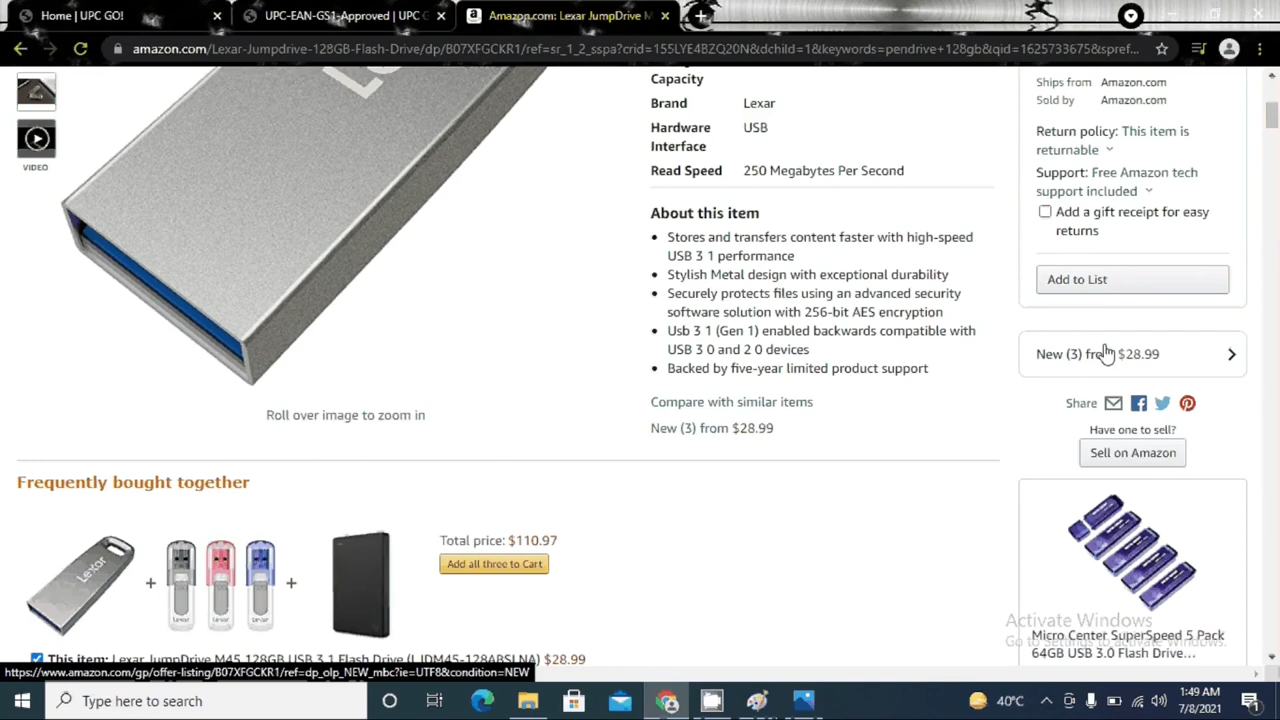 Home | UPC GO!
UPC-EAN-GS1-Approved | UPC G
Amazon.com: Lexar JumpDrive M
amazon.com/Lexar-Jumpdrive-128GB-Flash-Drive/dp/B07XFGCKR1/ref=sr_1_2_sspa?crid=155LYE4BZQ20N&dchild=1&keywords=pendrive+128gb&qid=1625733675&spref...
VIDEO
Roll over image to zoom in
Capacity
Brand Lexar
Hardware USB
Interface
Read Speed 250 Megabytes Per Second
About this item
• Stores and transfers content faster with high-speed
USB 3 1 performance
• Stylish Metal design with exceptional durability
• Securely protects files using an advanced security
software solution with 256-bit AES encryption
• Usb 3 1 (Gen 1) enabled backwards compatible with
USB 3 0 and 2 0 devices
• Backed by five-year limited product support
Compare with similar items
New (3) from $28.99
Ships from Amazon.com
Sold by Amazon.com
Return policy: This item is
returnable
Support: Free Amazon tech
support included
Add a gift receipt for easy
returns
Add to List
New (3) from $28.99
Share
Have one to sell?
Sell on Amazon
Micro Center SuperSpeed 5 Pack
64GB USB 3.0 Flash Drive...
Frequently bought together
Lexar
+
Lexar
Lexar
Lexar
+
Total price: $110.97
Add all three to Cart
This item: Lexar JumpDrive M45 128GB USB 3.1 Flash Drive (LJDM45-128ABSLNA) $28.99
https://www.amazon.com/gp/offer-listing/B07XFGCKR1/ref=dp_olp_NEW_mbc?ie=UTF8&condition=NEW
Activate Windows
Go to Settings to activate Windows.
Type here to search
40°C
1:49 AM
7/8/2021